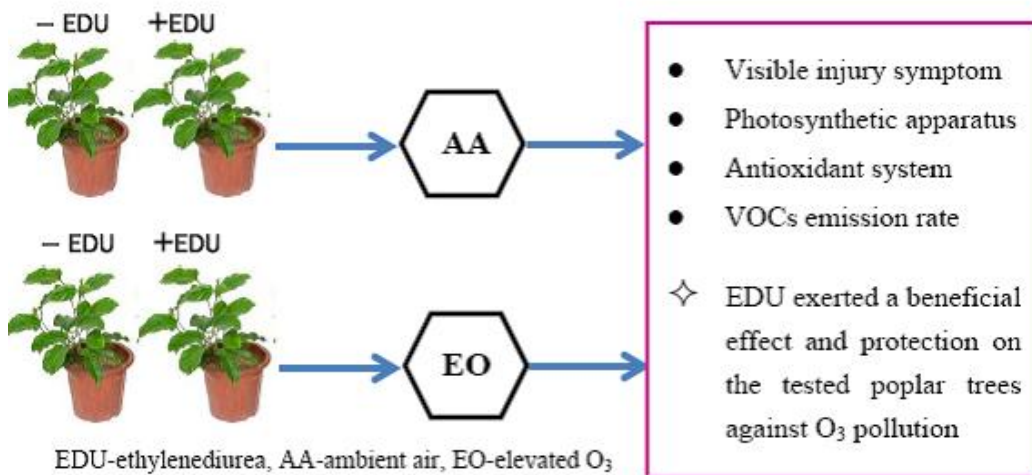 − EDU +EDU
AA
− EDU +EDU
EO
EDU-ethylenediurea, AA-ambient air, EO-elevated O₃
● Visible injury symptom
● Photosynthetic apparatus
● Antioxidant system
● VOCs emission rate
✧ EDU exerted a beneficial
effect and protection on
the tested poplar trees
against O₃ pollution